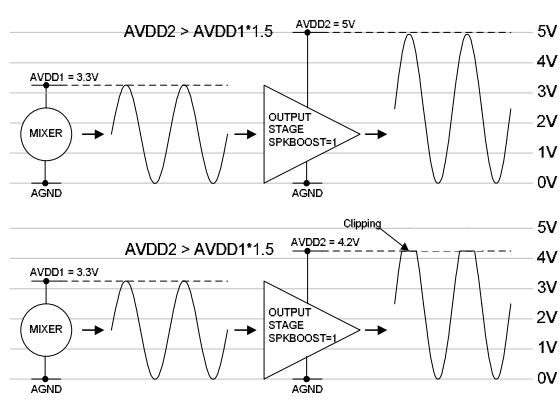 AVDD2 > AVDD1*1.5
AVDD2 = 5V
5V
4V
AVDD1 = 3.3V
3V
MIXER
OUTPUT
STAGE
SPKBOOST=1
2V
1V
0V
AGND
AGND
Clipping
5V
AVDD2 > AVDD1*1.5
AVDD2 = 4.2V
4V
AVDD1 = 3.3V
3V
MIXER
OUTPUT
STAGE
SPKBOOST=1
2V
1V
0V
AGND
AGND